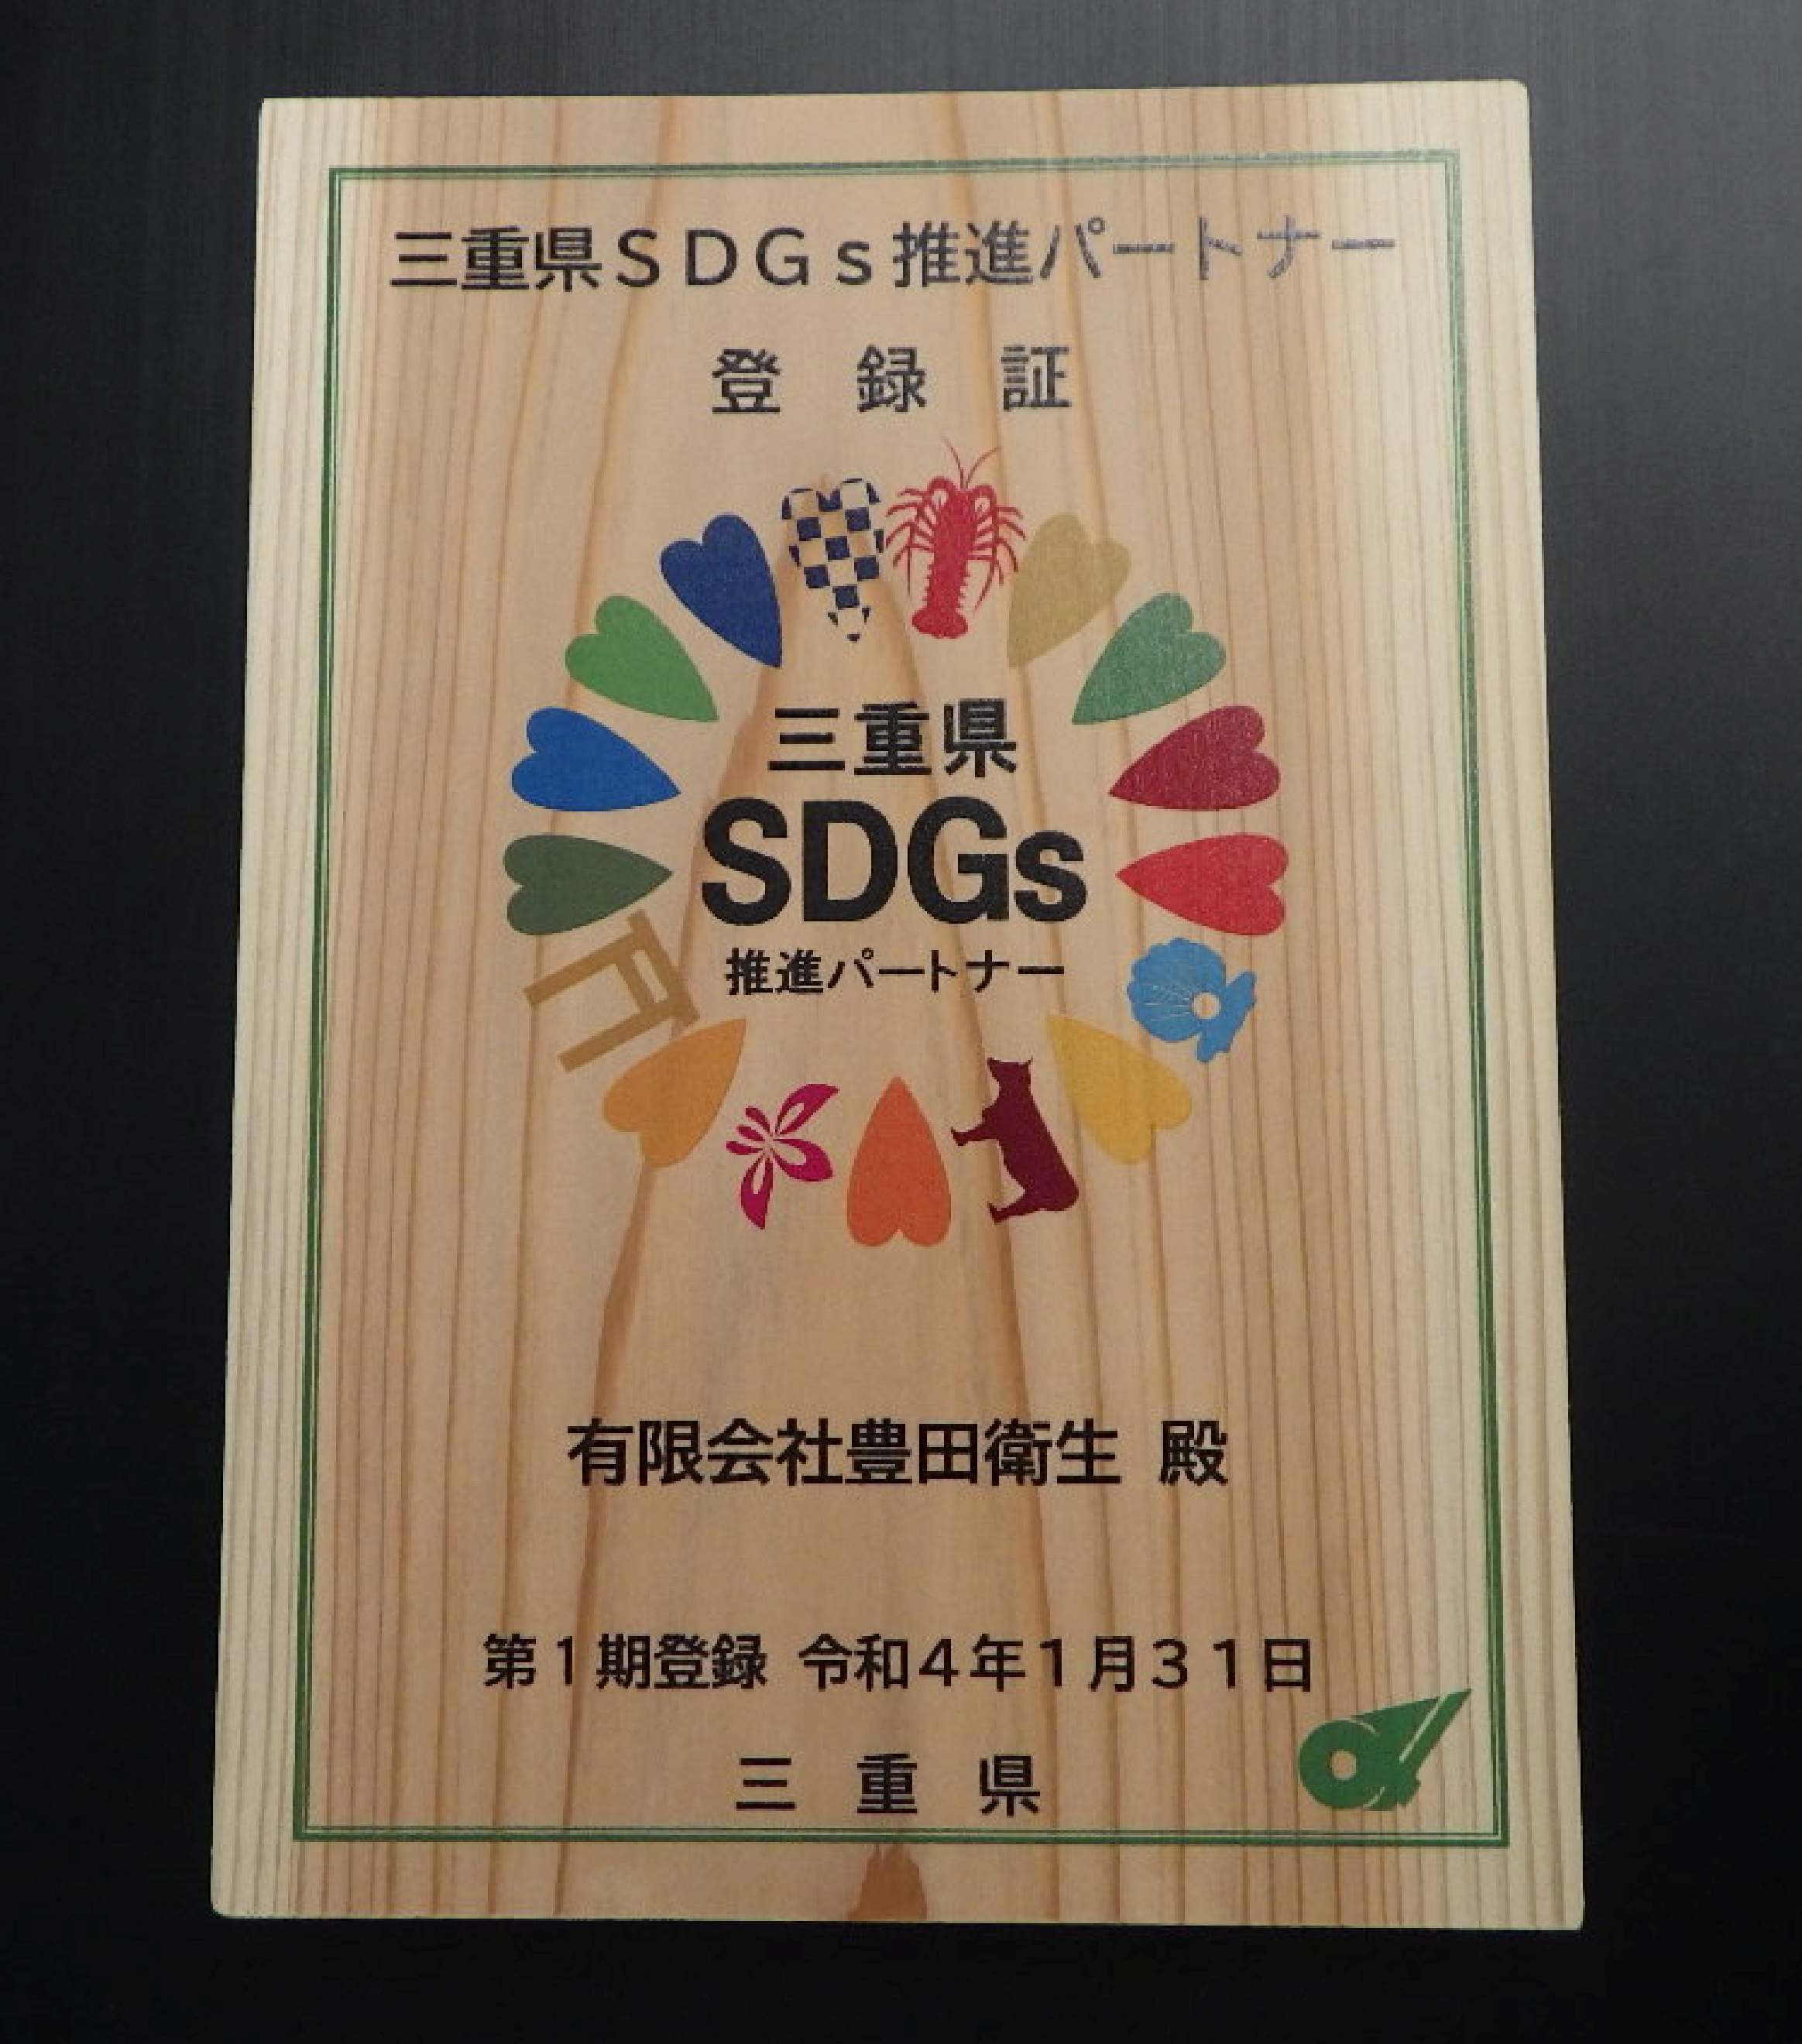 三重県ＳＤＧｓ推進パートナー
登 録 証
三重県
SDGs
推進パートナー
有限会社豊田衛生 殿
第１期登録 令和４年１月３１日
三 重 県